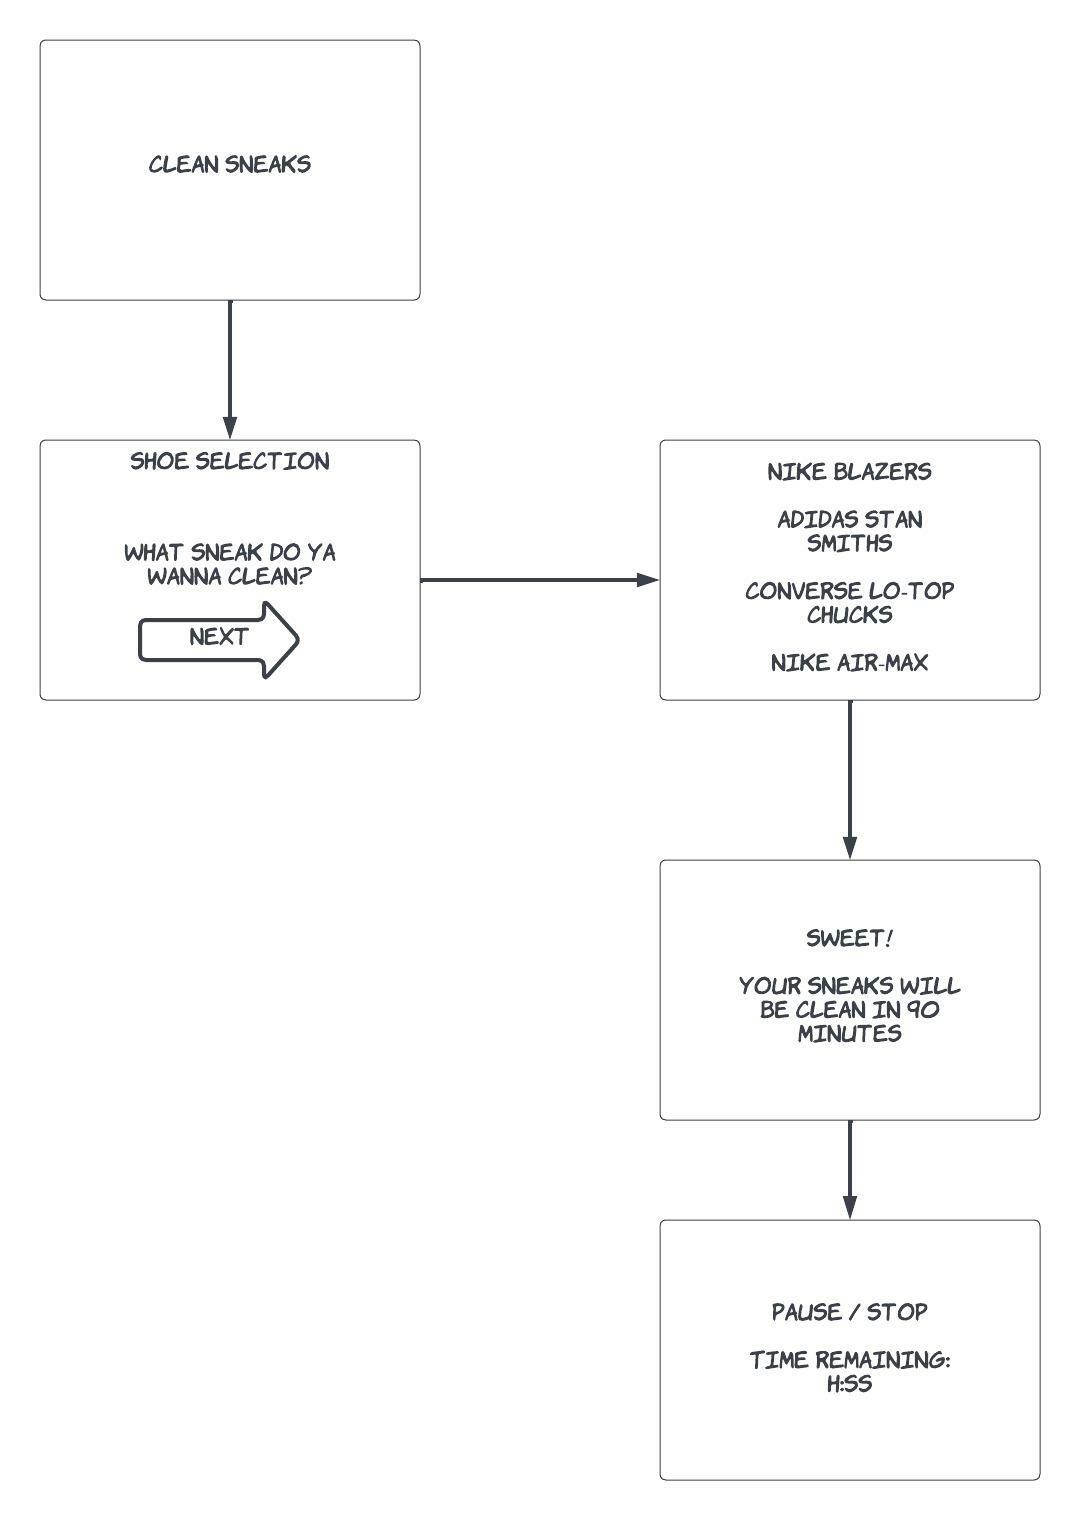 CLEAN SNEAKS
SHOE SELECTION
WHAT SNEAK DO YA
WANNA CLEAN?
NEXT
NIKE BLAZERS
ADIDAS STAN
SMITHS
CONVERSE LO-TOP
CHUCKS
NIKE AIR-MAX
SWEET!
YOUR SNEAKS WILL
BE CLEAN IN 90
MINUTES
PAUSE / STOP
TIME REMAINING:
H:SS